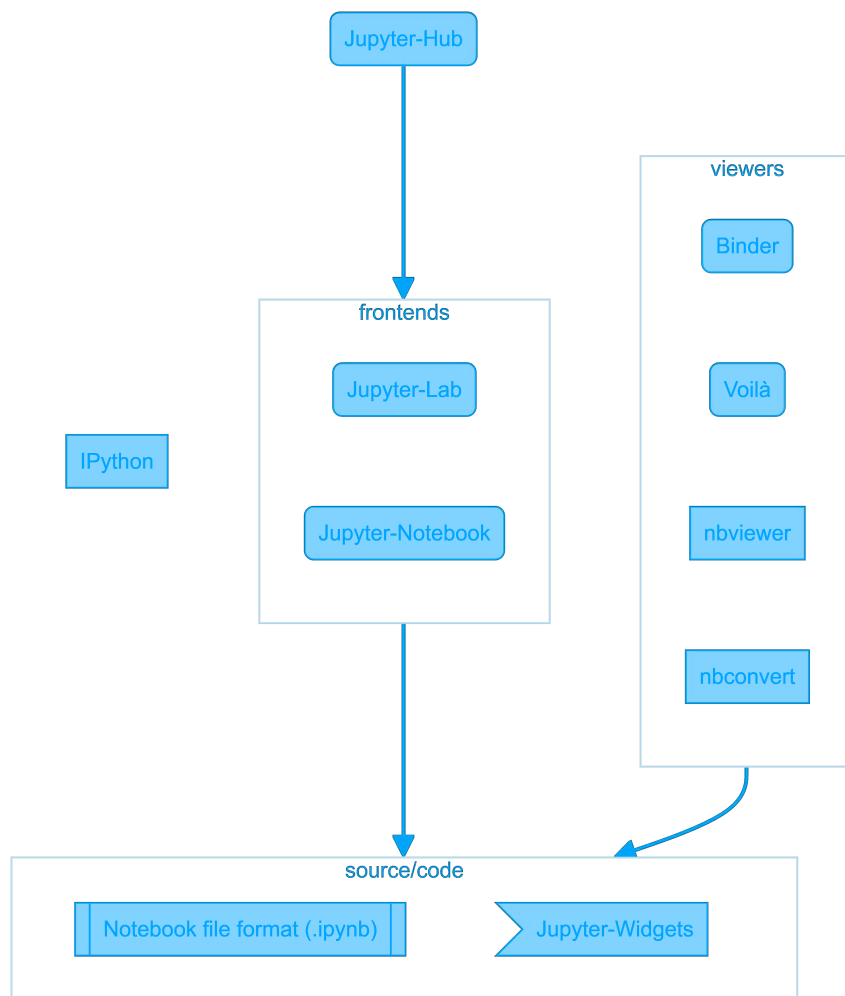 Jupyter-Hub
viewers
Binder
frontends
Jupyter-Lab
Voilà
IPython
Jupyter-Notebook
nbviewer
nbconvert
source/code
Notebook file format (.ipynb)
Jupyter-Widgets